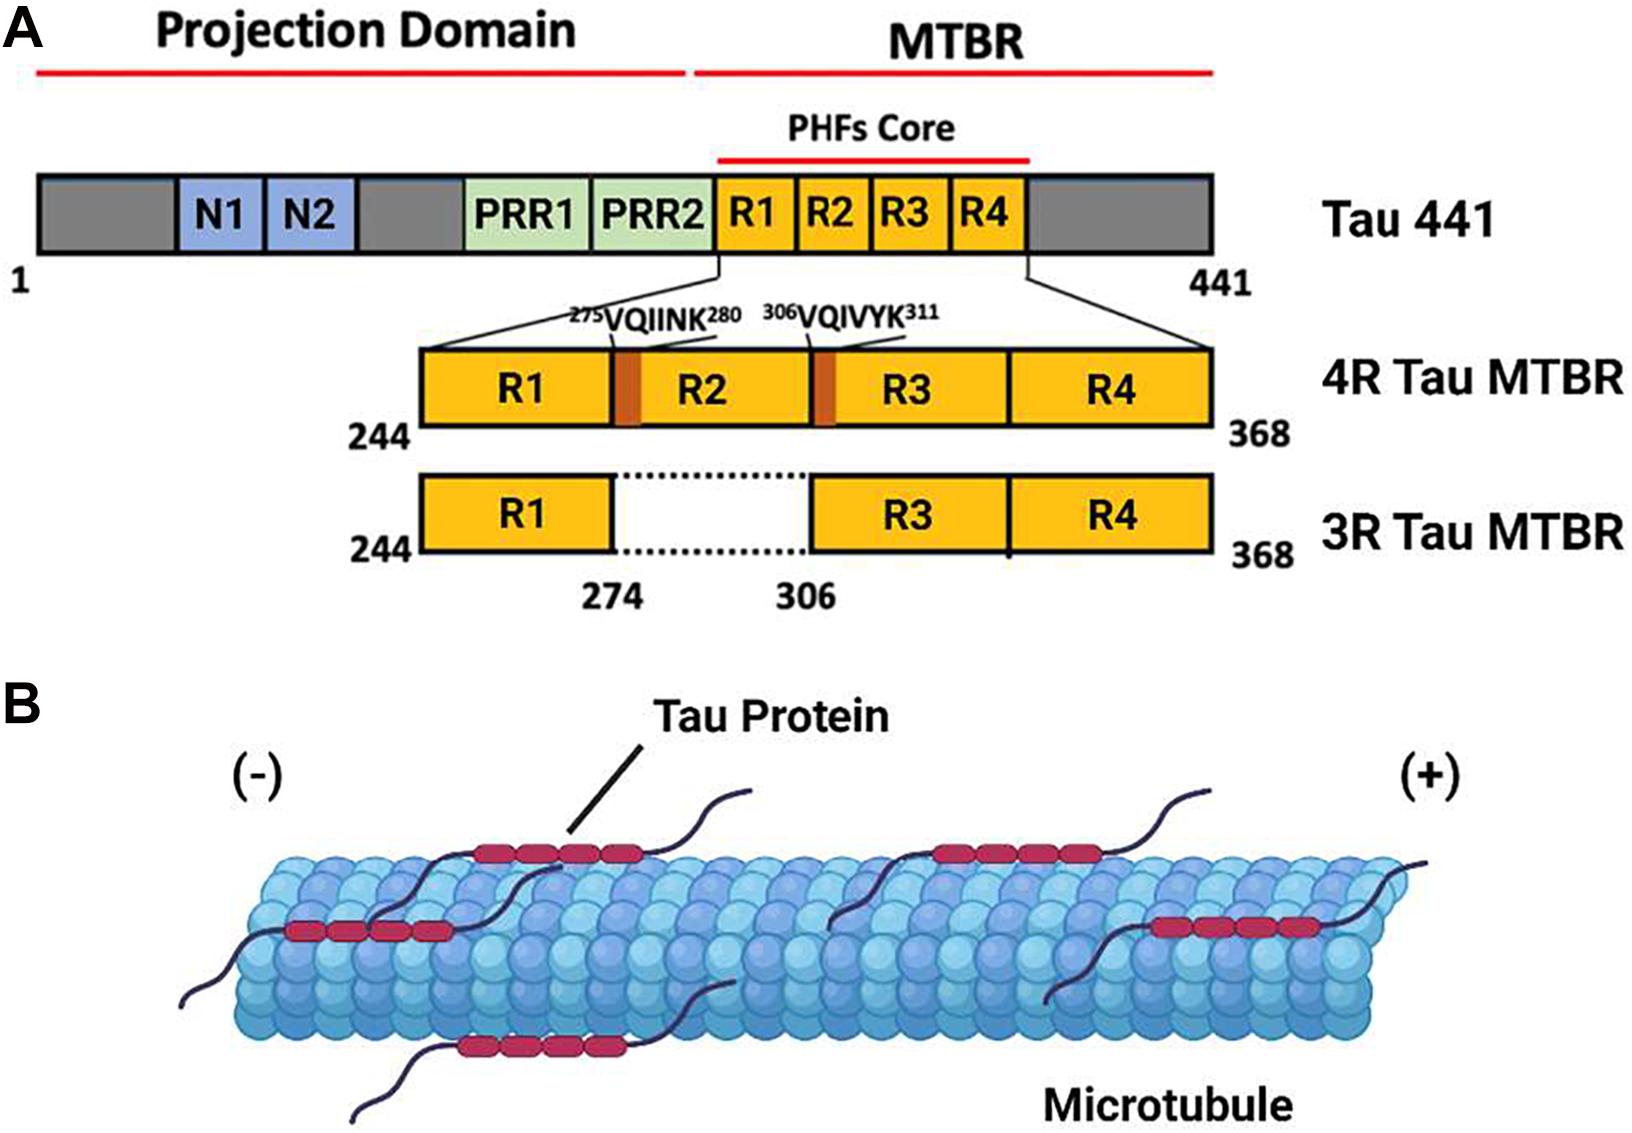 A
Projection Domain
MTBR
PHFs Core
N1 N2 PRR1 PRR2 R1 R2 R3 R4
Tau 441
1
441
²⁷⁵VQIINK²⁸⁰ ³⁰⁶VQIVYK³¹¹
R1 R2 R3 R4
4R Tau MTBR
244
368
R1 R3 R4
3R Tau MTBR
244
368
274 306
B
Tau Protein
(-)
(+)
Microtubule